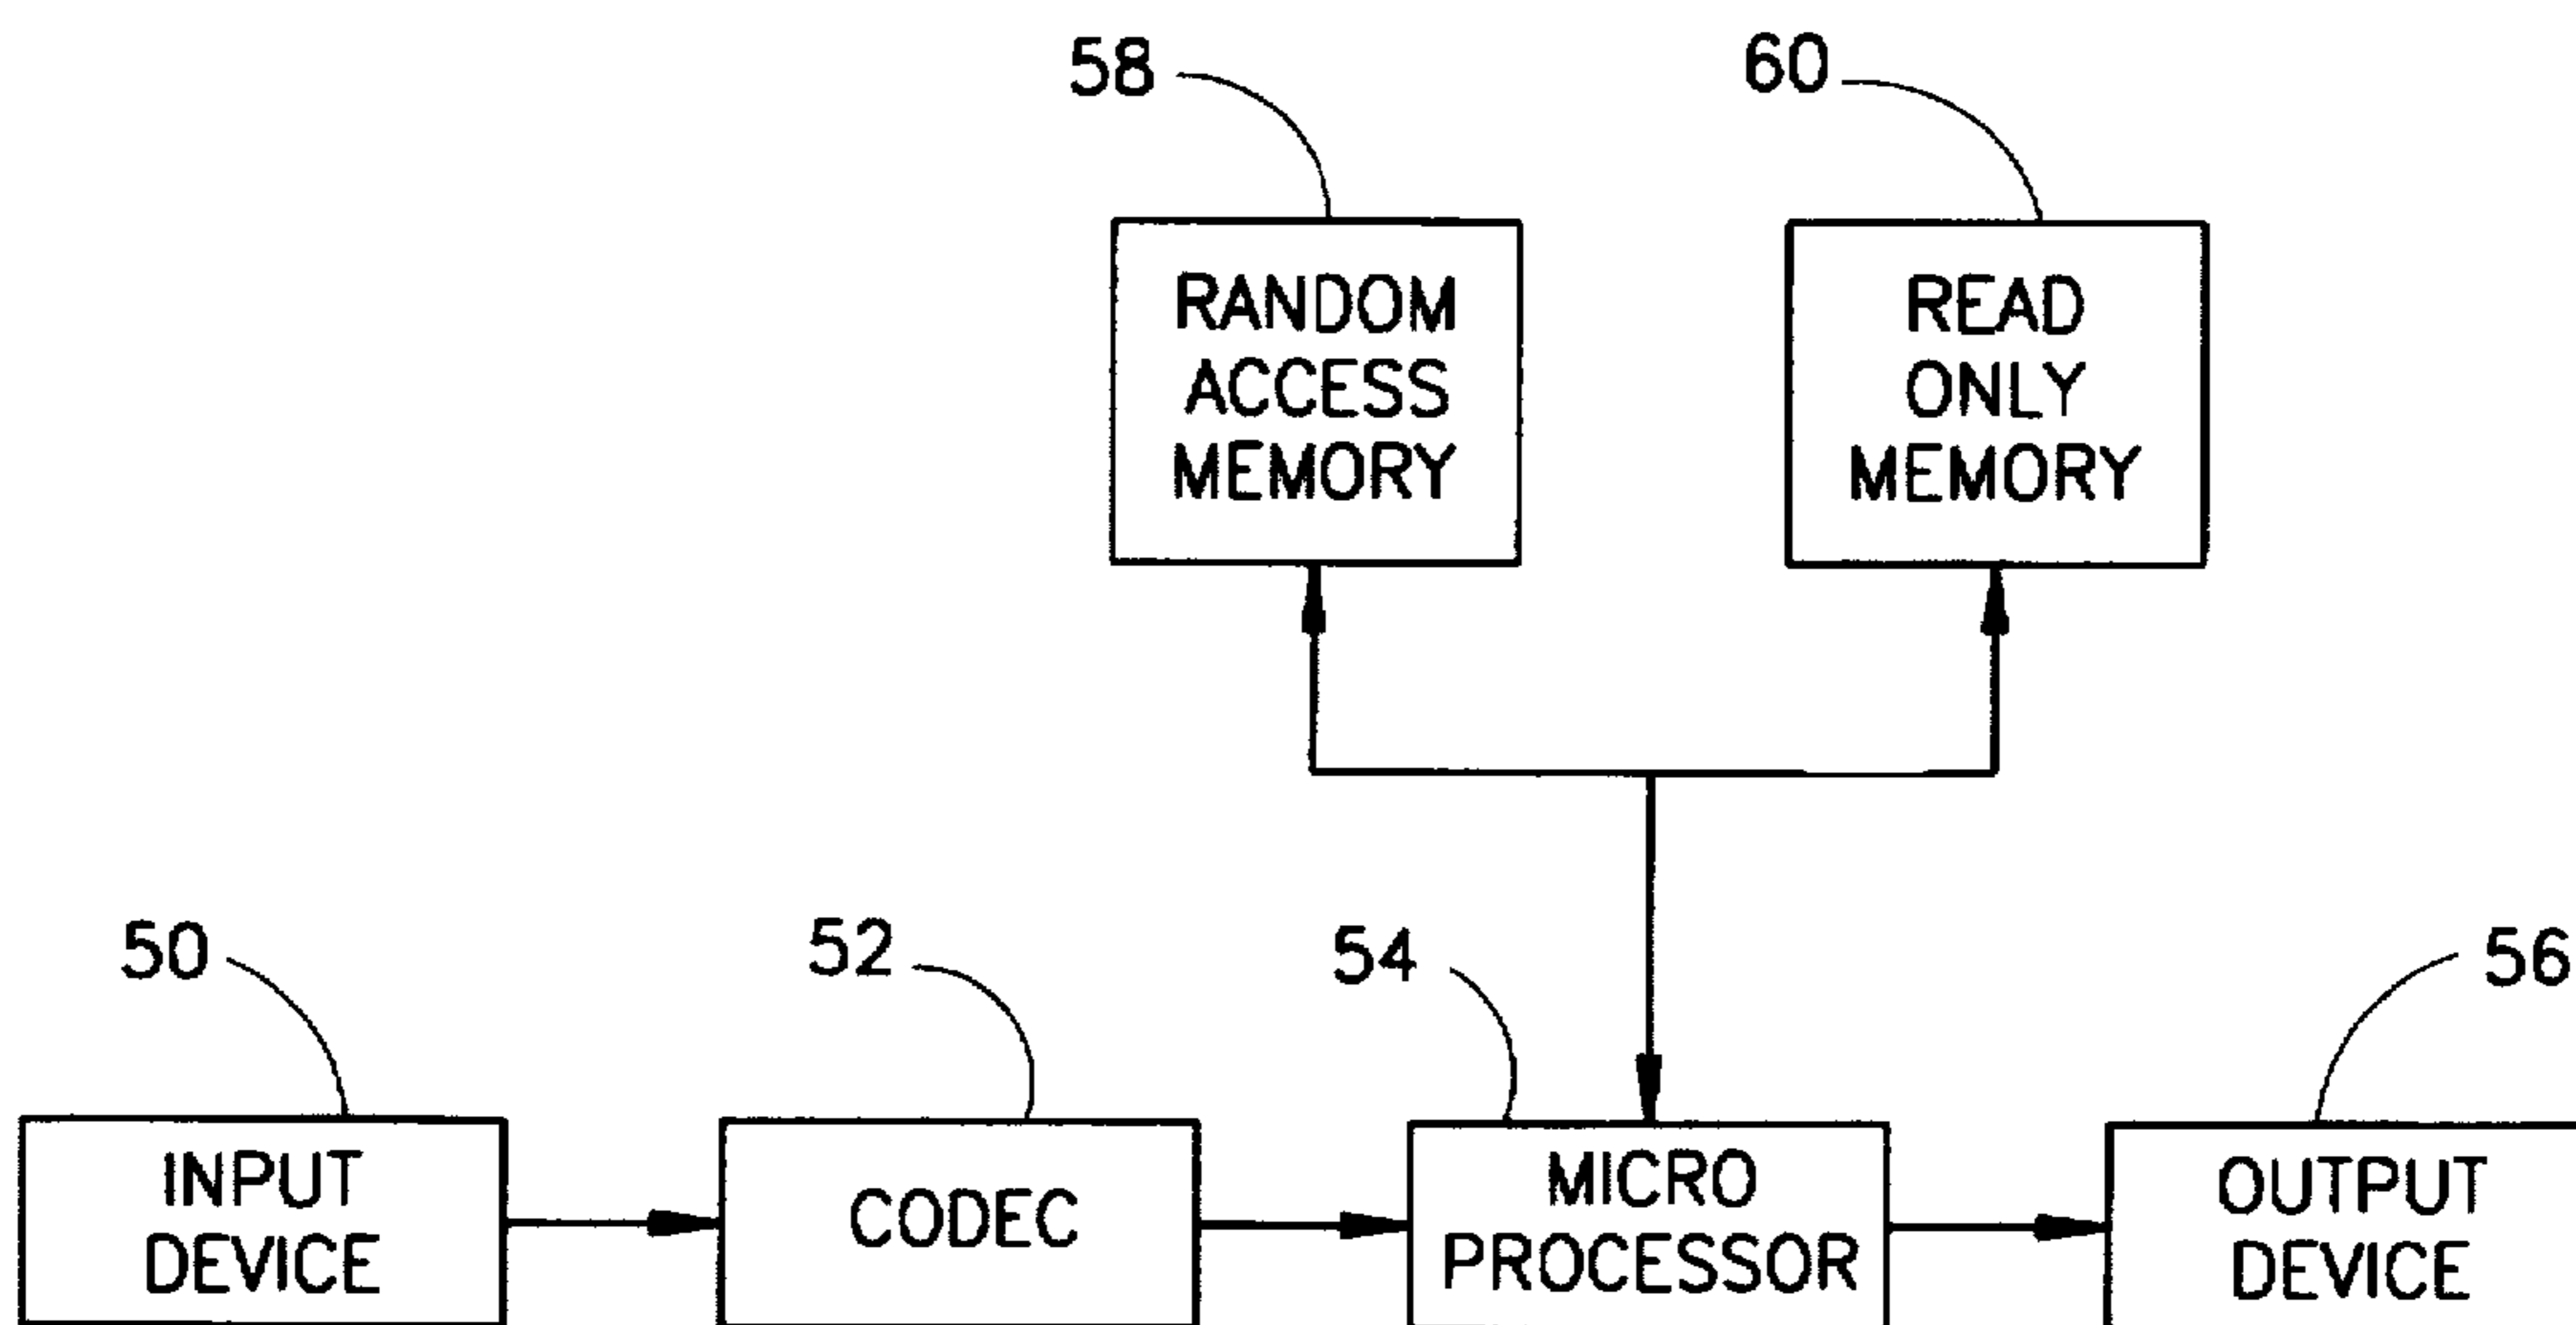 58
60
RANDOM
ACCESS
MEMORY
READ
ONLY
MEMORY
50
52
54
56
INPUT
DEVICE
CODEC
MICRO
PROCESSOR
OUTPUT
DEVICE